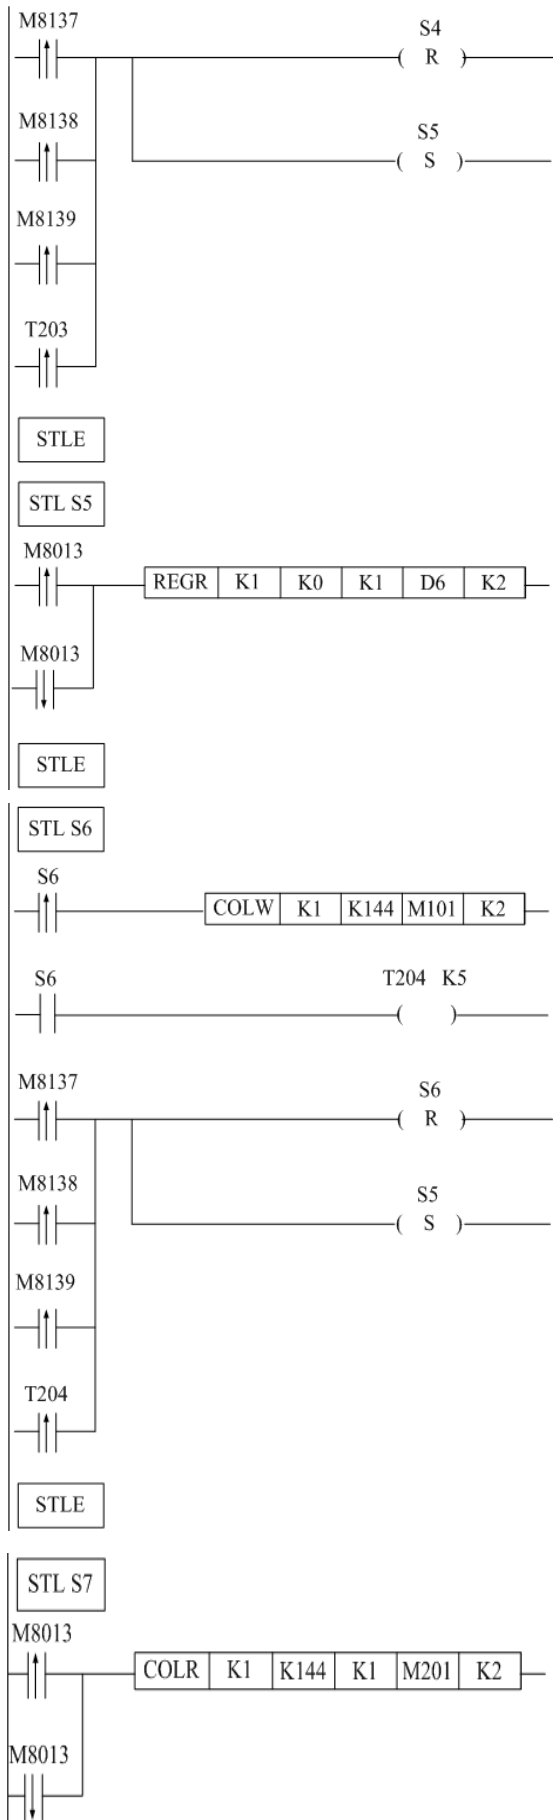 M8137
S4
( R )
M8138
S5
( S )
M8139
T203
STLE
STL S5
M8013
REGR K1 K0 K1 D6 K2
M8013
STLE
STL S6
S6
COLW K1 K144 M101 K2
S6
T204 K5
( )
M8137
S6
( R )
M8138
S5
( S )
M8139
T204
STLE
STL S7
M8013
COLR K1 K144 K1 M201 K2
M8013